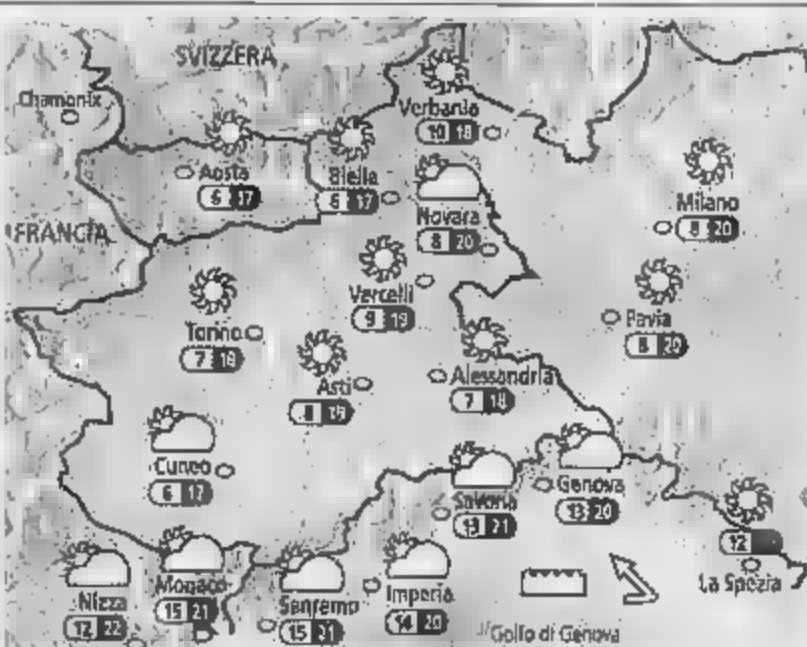 SVIZZERA
Chamonix
Verbania
10 18
Aosta
6 17
Biella
6 17
Novara
8 20
Milano
8 20
FRANCIA
Vercelli
9 19
Torino
7 18
Pavia
8 20
Asti
8 19
Alessandria
7 18
Cuneo
6 17
Savona
13 21
Genova
13 20
12
La Spezia
Nizza
12 22
Monaco
15 21
Sanremo
15 21
Imperia
14 20
Golfo di Genova